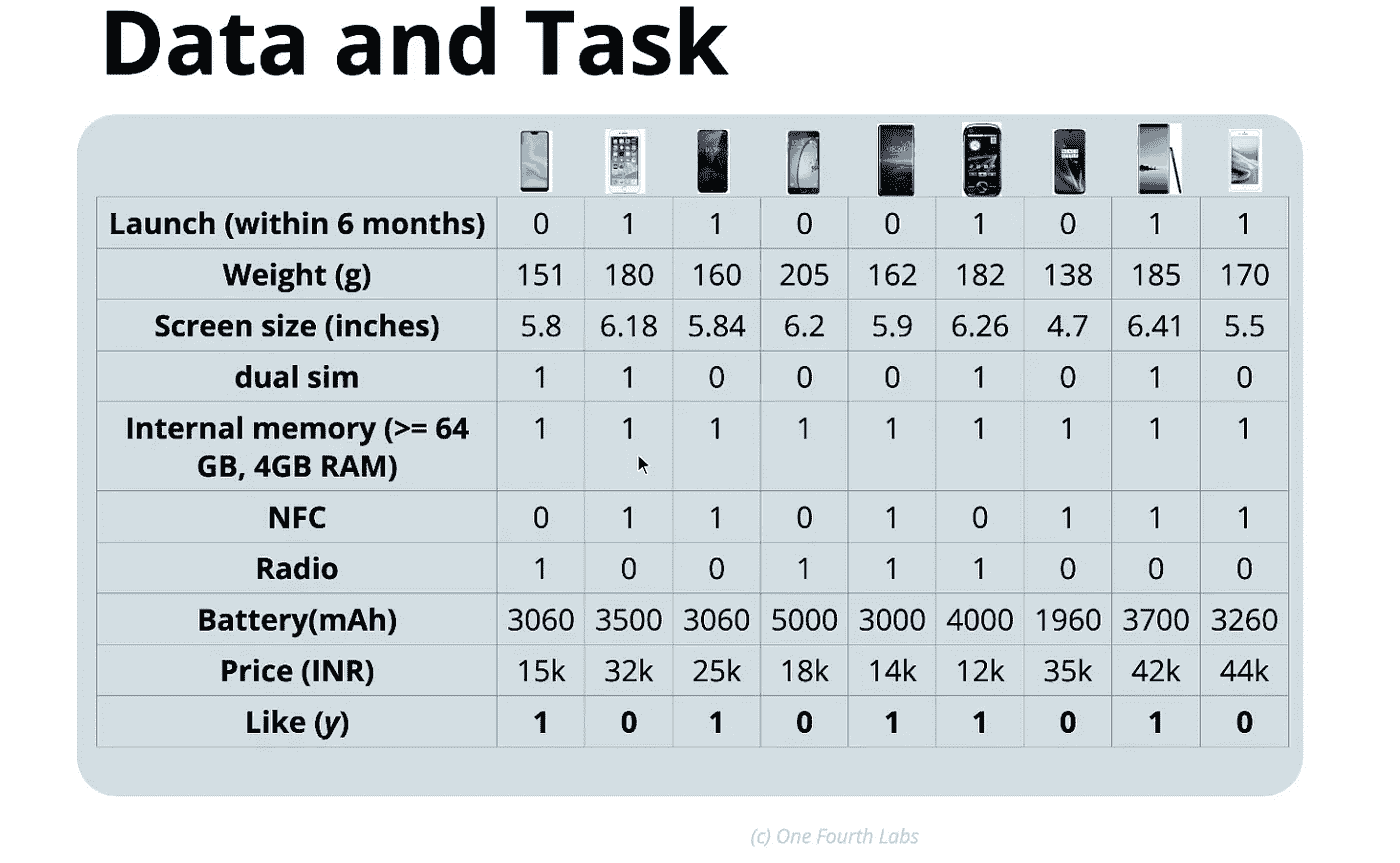 Data and Task
Launch (within 6 months) 0 1 1 0 0 1 0 1 1
Weight (g) 151 180 160 205 162 182 138 185 170
Screen size (inches) 5.8 6.18 5.84 6.2 5.9 6.26 4.7 6.41 5.5
dual sim 1 1 0 0 0 1 0 1 0
Internal memory (>= 64 1 1 1 1 1 1 1 1 1
GB, 4GB RAM)
NFC 0 1 1 0 1 0 1 1 1
Radio 1 0 0 1 1 1 0 0 0
Battery(mAh) 3060 3500 3060 5000 3000 4000 1960 3700 3260
Price (INR) 15k 32k 25k 18k 14k 12k 35k 42k 44k
Like (y) 1 0 1 0 1 1 0 1 0
(c) One Fourth Labs